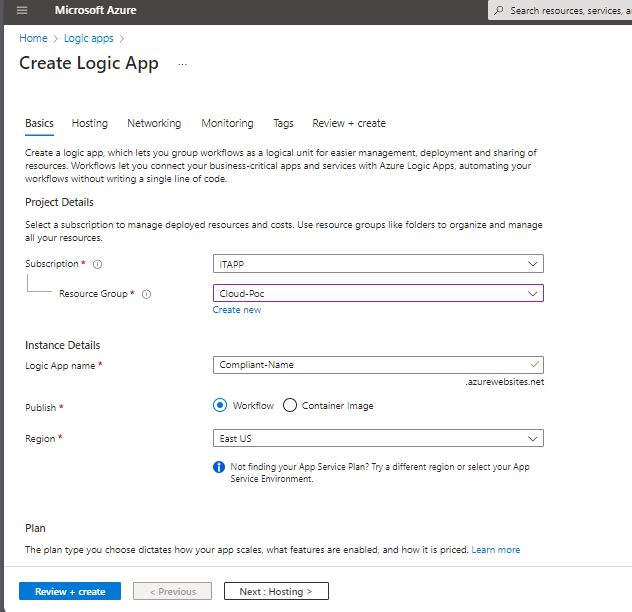 Microsoft Azure
Search resources, services, a
Home > Logic apps >
Create Logic App ...
Basics Hosting Networking Monitoring Tags Review + create
Create a logic app, which lets you group workflows as a logical unit for easier management, deployment and sharing of
resources. Workflows let you connect your business-critical apps and services with Azure Logic Apps, automating your
workflows without writing a single line of code.
Project Details
Select a subscription to manage deployed resources and costs. Use resource groups like folders to organize and manage
all your resources.
Subscription *
ITAPP
Resource Group *
Cloud-Poc
Create new
Instance Details
Logic App name *
Compliant-Name
.azurewebsites.net
Publish *
Workflow
Container Image
Region *
East US
Not finding your App Service Plan? Try a different region or select your App
Service Environment.
Plan
The plan type you choose dictates how your app scales, what features are enabled, and how it is priced. Learn more
Review + create
< Previous
Next : Hosting >